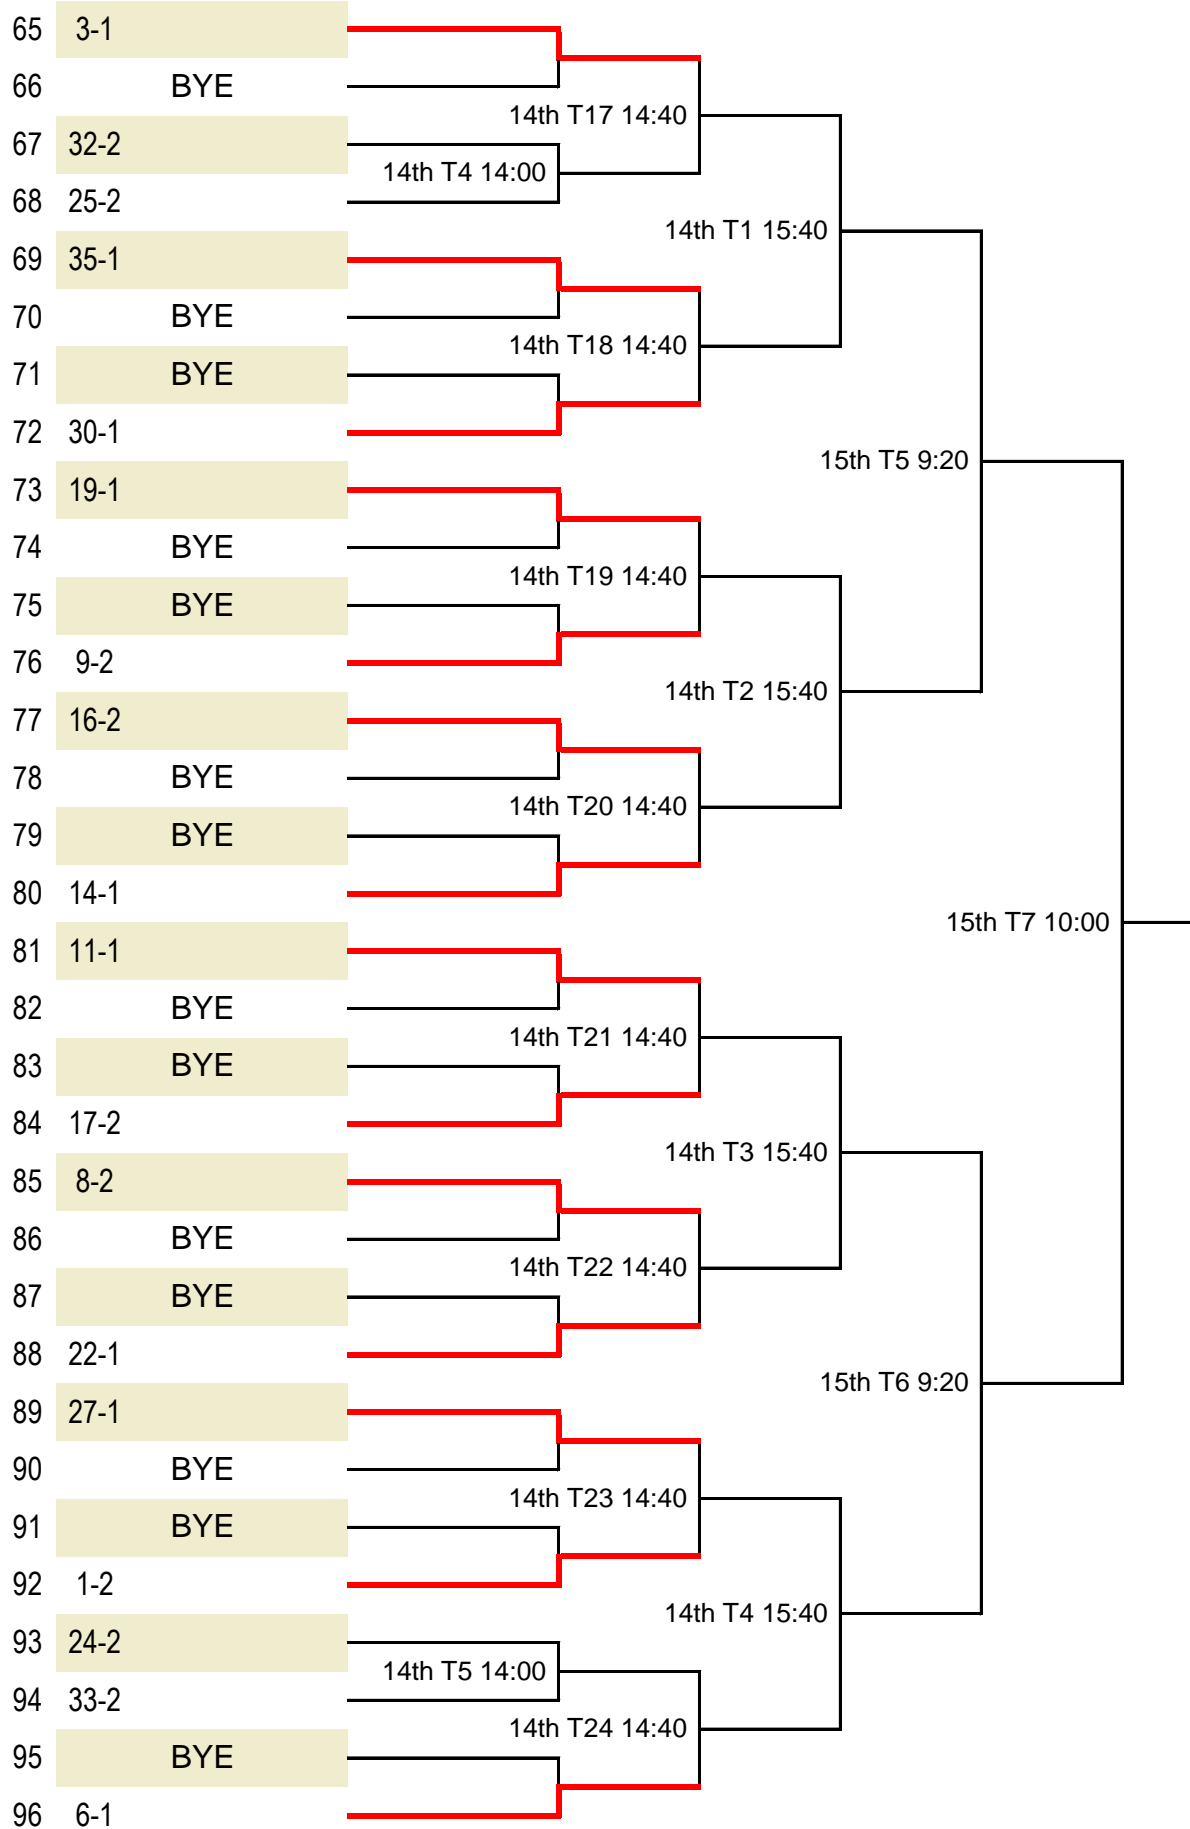 65 3-1
66 BYE
14th T17 14:40
67 32-2
14th T4 14:00
68 25-2
14th T1 15:40
69 35-1
70 BYE
14th T18 14:40
71 BYE
72 30-1
15th T5 9:20
73 19-1
74 BYE
14th T19 14:40
75 BYE
76 9-2
14th T2 15:40
77 16-2
78 BYE
14th T20 14:40
79 BYE
80 14-1
15th T7 10:00
81 11-1
82 BYE
14th T21 14:40
83 BYE
84 17-2
14th T3 15:40
85 8-2
86 BYE
14th T22 14:40
87 BYE
88 22-1
15th T6 9:20
89 27-1
90 BYE
14th T23 14:40
91 BYE
92 1-2
14th T4 15:40
93 24-2
14th T5 14:00
94 33-2
14th T24 14:40
95 BYE
96 6-1